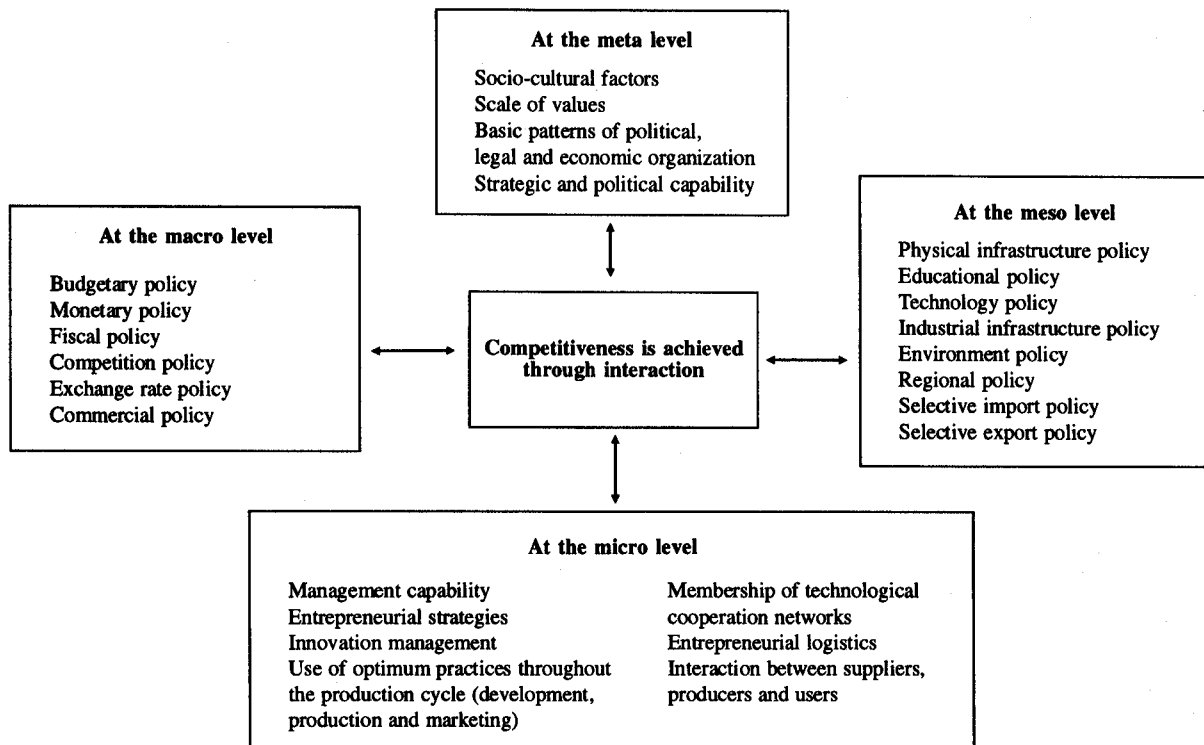 At the meta level
Socio-cultural factors
Scale of values
Basic patterns of political,
legal and economic organization
Strategic and political capability
At the macro level
Budgetary policy
Monetary policy
Fiscal policy
Competition policy
Exchange rate policy
Commercial policy
Competitiveness is achieved
through interaction
At the meso level
Physical infrastructure policy
Educational policy
Technology policy
Industrial infrastructure policy
Environment policy
Regional policy
Selective import policy
Selective export policy
At the micro level
Management capability
Entrepreneurial strategies
Innovation management
Use of optimum practices throughout
the production cycle (development,
production and marketing)
Membership of technological
cooperation networks
Entrepreneurial logistics
Interaction between suppliers,
producers and users